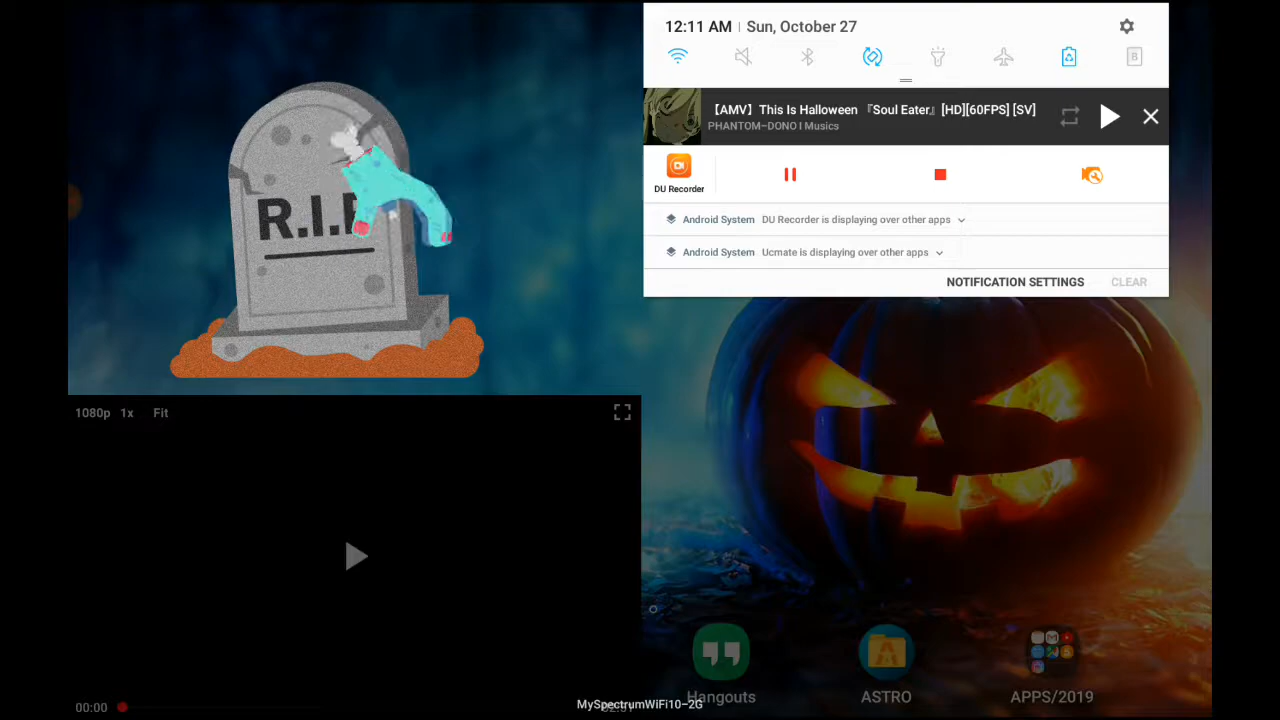 12:11 AM | Sun, October 27
【AMV】This Is Halloween 『Soul Eater』[HD][60FPS] [SV]
PHANTOM-DONO I Musics
DU Recorder
Android System DU Recorder is displaying over other apps
Android System Ucmate is displaying over other apps
NOTIFICATION SETTINGS CLEAR
R.I.P
1080p 1x Fit
00:00
Hangouts ASTRO APPS/2019
MySpectrumWiFi10-2G